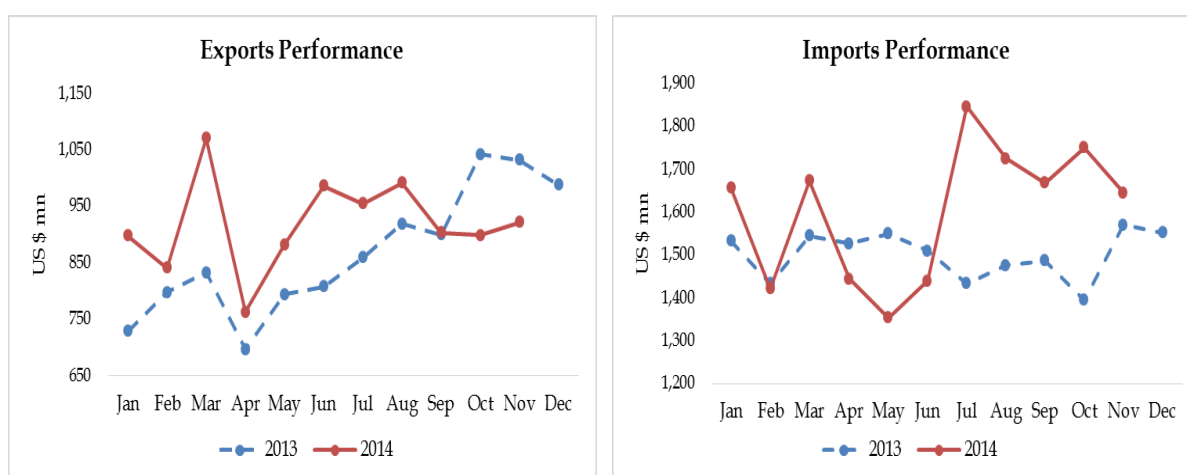 Exports Performance
1,150
1,050
950
850
750
650
US $ mn
Jan Feb Mar Apr May Jun Jul Aug Sep Oct Nov Dec
2013 2014
Imports Performance
1,900
1,800
1,700
1,600
1,500
1,400
1,300
1,200
US $ mn
Jan Feb Mar Apr May Jun Jul Aug Sep Oct Nov Dec
2013 2014